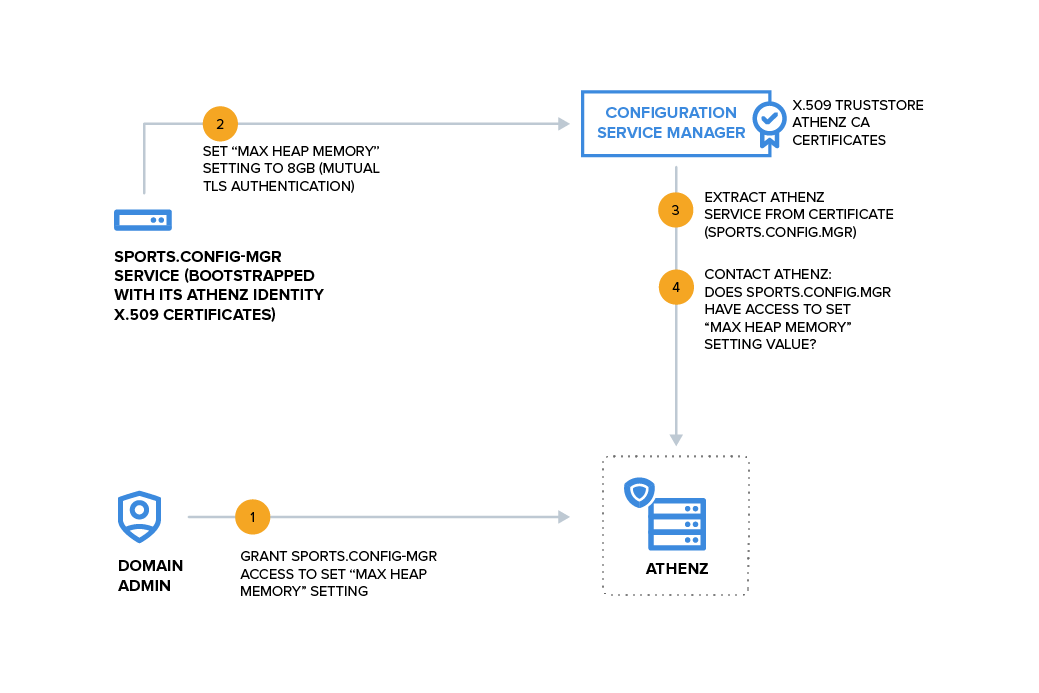 2
SET “MAX HEAP MEMORY”
SETTING TO 8GB (MUTUAL
TLS AUTHENTICATION)
CONFIGURATION
SERVICE MANAGER
X.509 TRUSTSTORE
ATHENZ CA
CERTIFICATES
SPORTS.CONFIG-MGR
SERVICE (BOOTSTRAPPED
WITH ITS ATHENZ IDENTITY
X.509 CERTIFICATES)
3
EXTRACT ATHENZ
SERVICE FROM CERTIFICATE
(SPORTS.CONFIG.MGR)
4
CONTACT ATHENZ:
DOES SPORTS.CONFIG.MGR
HAVE ACCESS TO SET
“MAX HEAP MEMORY”
SETTING VALUE?
DOMAIN
ADMIN
1
GRANT SPORTS.CONFIG-MGR
ACCESS TO SET “MAX HEAP
MEMORY” SETTING
ATHENZ